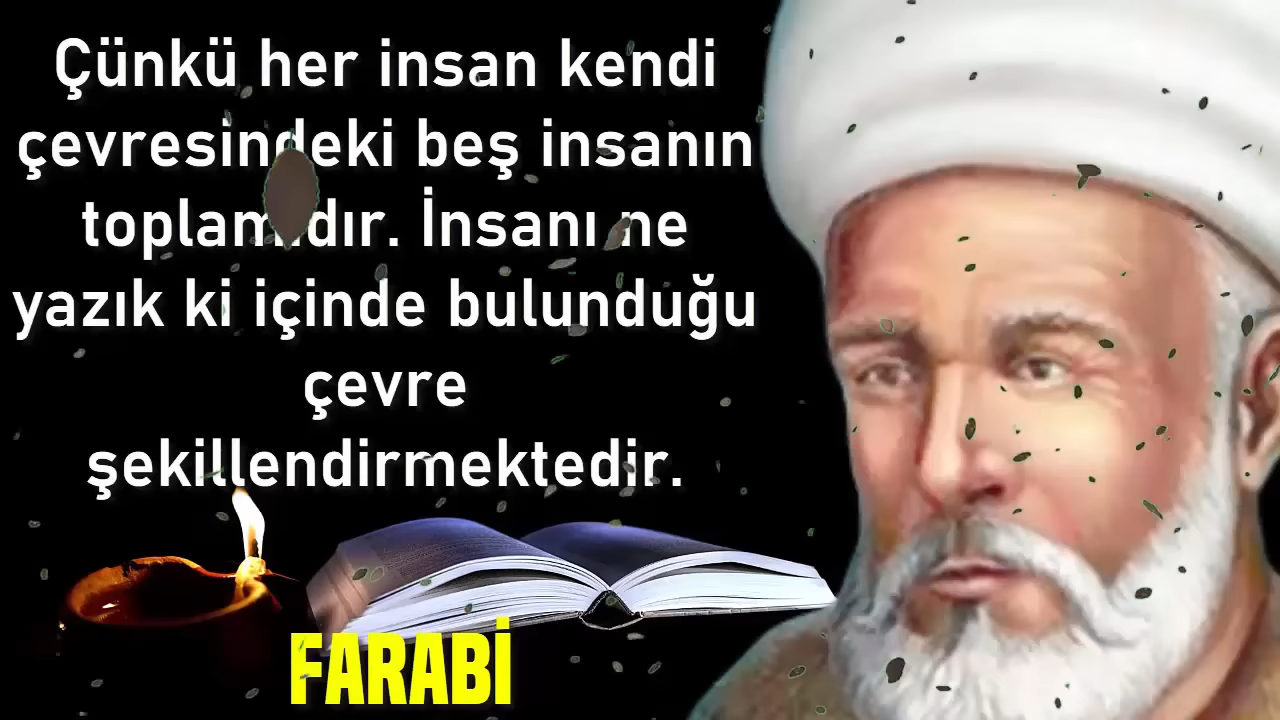 Çünkü her insan kendi
çevresindeki beş insanın
toplamıdır. İnsanı ne
yazık ki içinde bulunduğu
çevre
şekillendirmektedir.
FARABİ